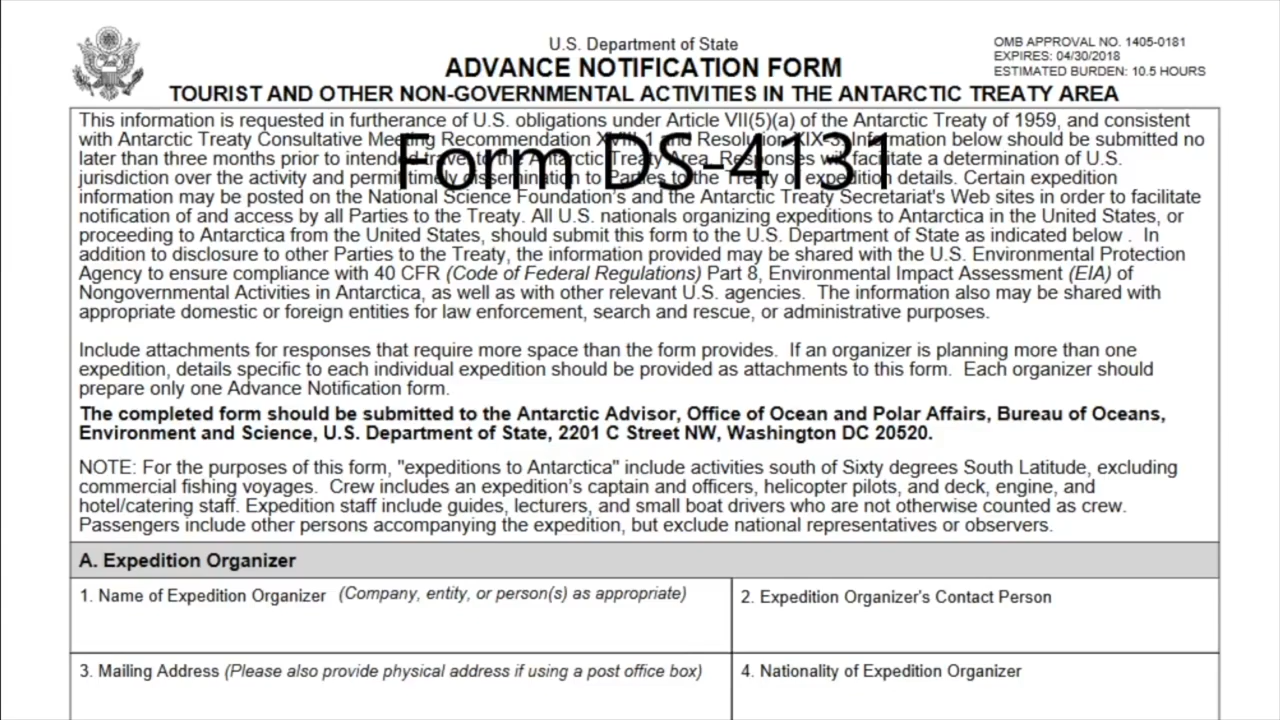 U.S. Department of State
ADVANCE NOTIFICATION FORM
TOURIST AND OTHER NON-GOVERNMENTAL ACTIVITIES IN THE ANTARCTIC TREATY AREA
OMB APPROVAL NO. 1405-0181
EXPIRES: 04/30/2018
ESTIMATED BURDEN: 10.5 HOURS
This information is requested in furtherance of U.S. obligations under Article VII(5)(a) of the Antarctic Treaty of 1959, and consistent
with Antarctic Treaty Consultative Meeting Recommendation XVIII-1 and Resolution XIX-3. Information below should be submitted no
later than three months prior to intended travel to the Antarctic Treaty Area. Responses will facilitate a determination of U.S.
jurisdiction over the activity and permit timely dissemination to Parties to the Treaty of expedition details. Certain expedition
information may be posted on the National Science Foundation's and the Antarctic Treaty Secretariat's Web sites in order to facilitate
notification of and access by all Parties to the Treaty. All U.S. nationals organizing expeditions to Antarctica in the United States, or
proceeding to Antarctica from the United States, should submit this form to the U.S. Department of State as indicated below . In
addition to disclosure to other Parties to the Treaty, the information provided may be shared with the U.S. Environmental Protection
Agency to ensure compliance with 40 CFR (Code of Federal Regulations) Part 8, Environmental Impact Assessment (EIA) of
Nongovernmental Activities in Antarctica, as well as with other relevant U.S. agencies. The information also may be shared with
appropriate domestic or foreign entities for law enforcement, search and rescue, or administrative purposes.
Form DS-4131
Include attachments for responses that require more space than the form provides. If an organizer is planning more than one
expedition, details specific to each individual expedition should be provided as attachments to this form. Each organizer should
prepare only one Advance Notification form.
The completed form should be submitted to the Antarctic Advisor, Office of Ocean and Polar Affairs, Bureau of Oceans,
Environment and Science, U.S. Department of State, 2201 C Street NW, Washington DC 20520.
NOTE: For the purposes of this form, "expeditions to Antarctica" include activities south of Sixty degrees South Latitude, excluding
commercial fishing voyages. Crew includes an expedition's captain and officers, helicopter pilots, and deck, engine, and
hotel/catering staff. Expedition staff include guides, lecturers, and small boat drivers who are not otherwise counted as crew.
Passengers include other persons accompanying the expedition, but exclude national representatives or observers.
A. Expedition Organizer
1. Name of Expedition Organizer (Company, entity, or person(s) as appropriate)
2. Expedition Organizer's Contact Person
3. Mailing Address (Please also provide physical address if using a post office box)
4. Nationality of Expedition Organizer